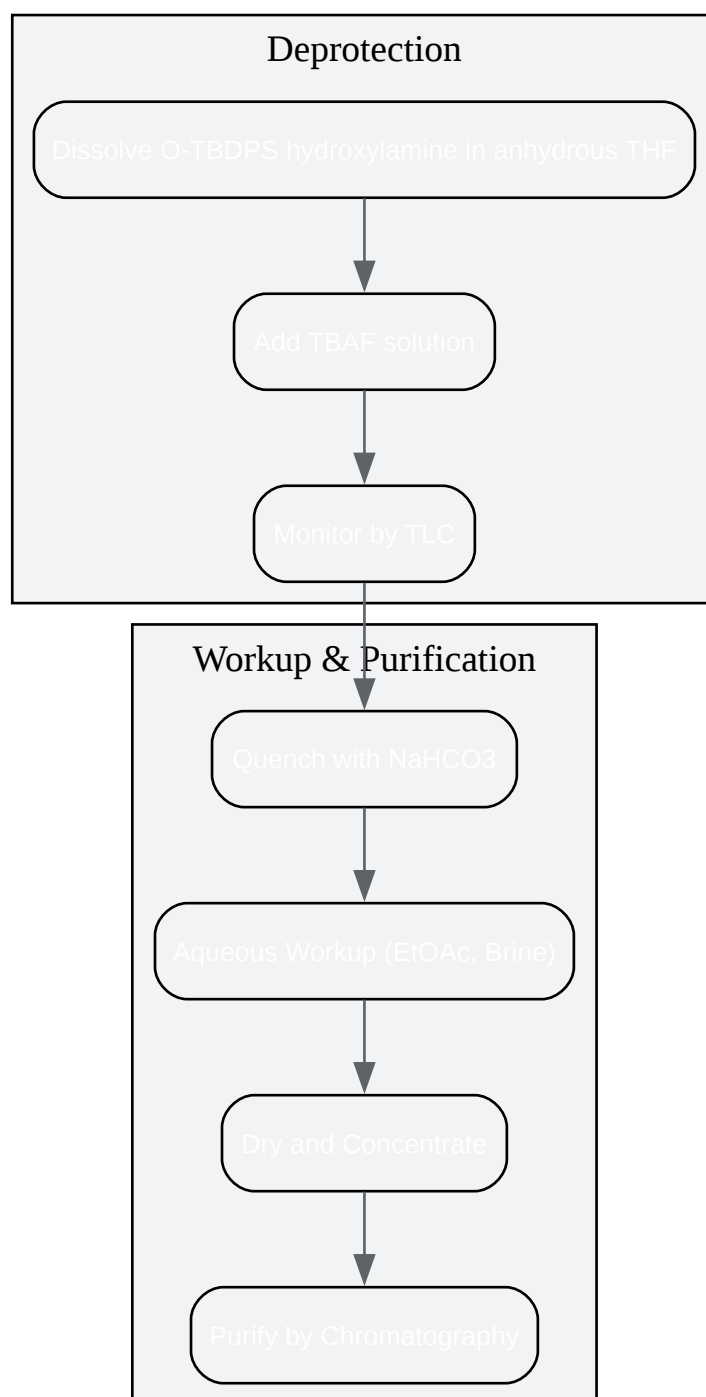 Deprotection
Dissolve O-TBDPS hydroxylamine in anhydrous THF
Add TBAF solution
Monitor by TLC
Workup & Purification
Quench with NaHCO3
Aqueous Workup (EtOAc, Brine)
Dry and Concentrate
Purify by Chromatography